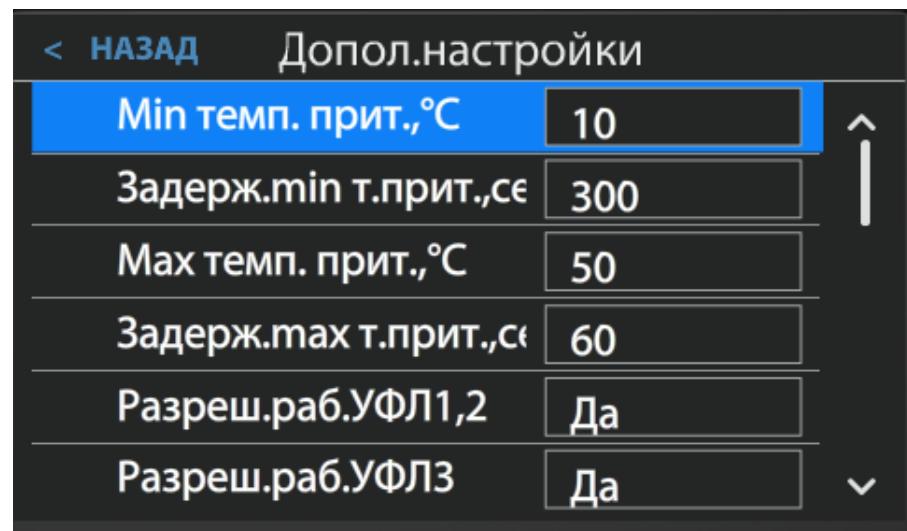 < НАЗАД Допол.настройки
Min темп. прит.,°C 10
Задерж.min т.прит.,се 300
Max темп. прит.,°C 50
Задерж.max т.прит.,се 60
Разреш.раб.УФЛ1,2 Да
Разреш.раб.УФЛ3 Да